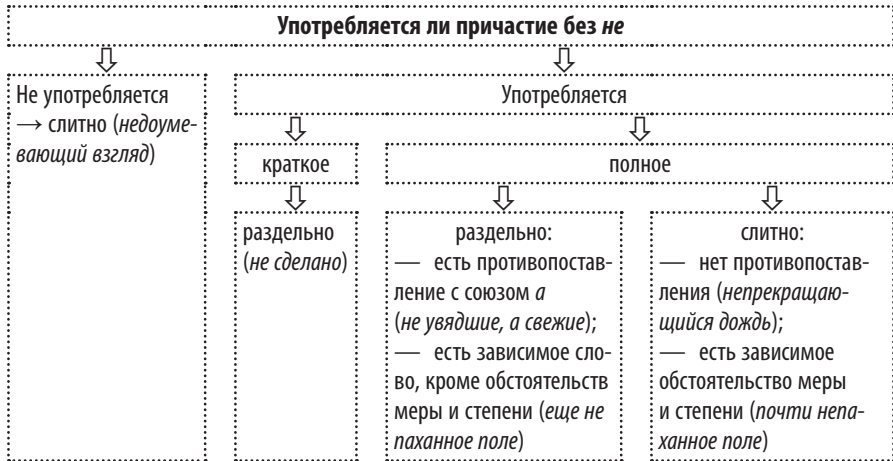 Употребляется ли причастие без не
Не употребляется
→ слитно (недоуме-
вающий взгляд)
Употребляется
краткое
полное
раздельно
(не сделано)
раздельно:
— есть противопостав-
ление с союзом а
(не увядшие, а свежие);
— есть зависимое сло-
во, кроме обстоятельств
меры и степени (еще не
паханное поле)
слитно:
— нет противопостав-
ления (непрекращаю-
щийся дождь);
— есть зависимое
обстоятельство меры
и степени (почти непа-
ханное поле)